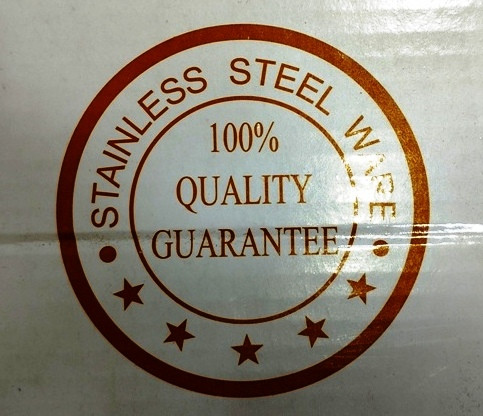 STAINLESS STEEL WIRE
100%
QUALITY
GUARANTEE